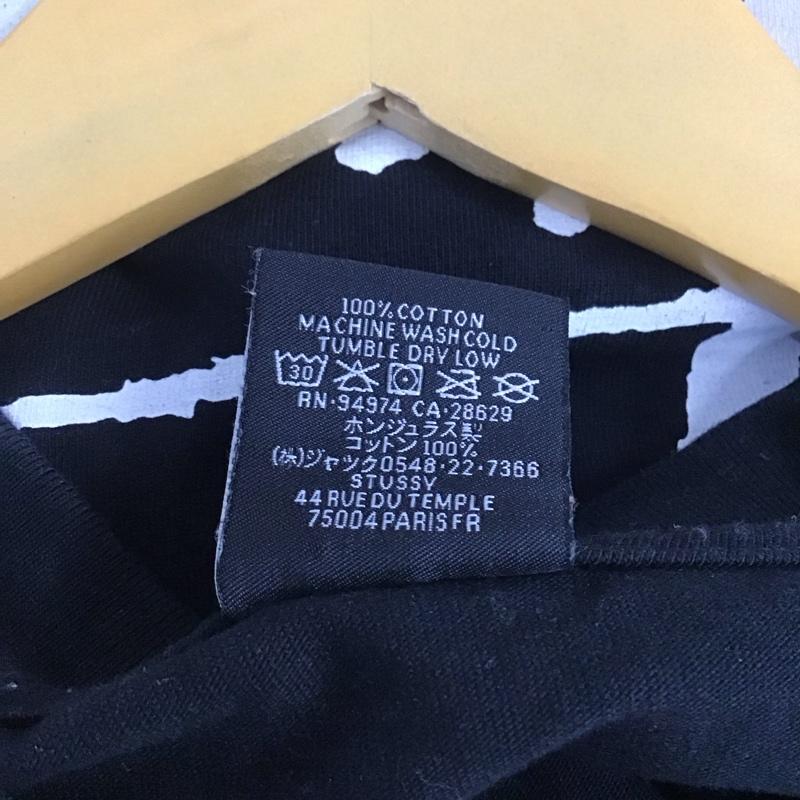 100% COTTON
MACHINE WASH COLD
TUMBLE DRY LOW
30
RN·94974 CA·28629
ホンジュラス製
コットン100%
(株)ジャック0548·22·7366
STUSSY
44 RUE DU TEMPLE
75004 PARIS FR